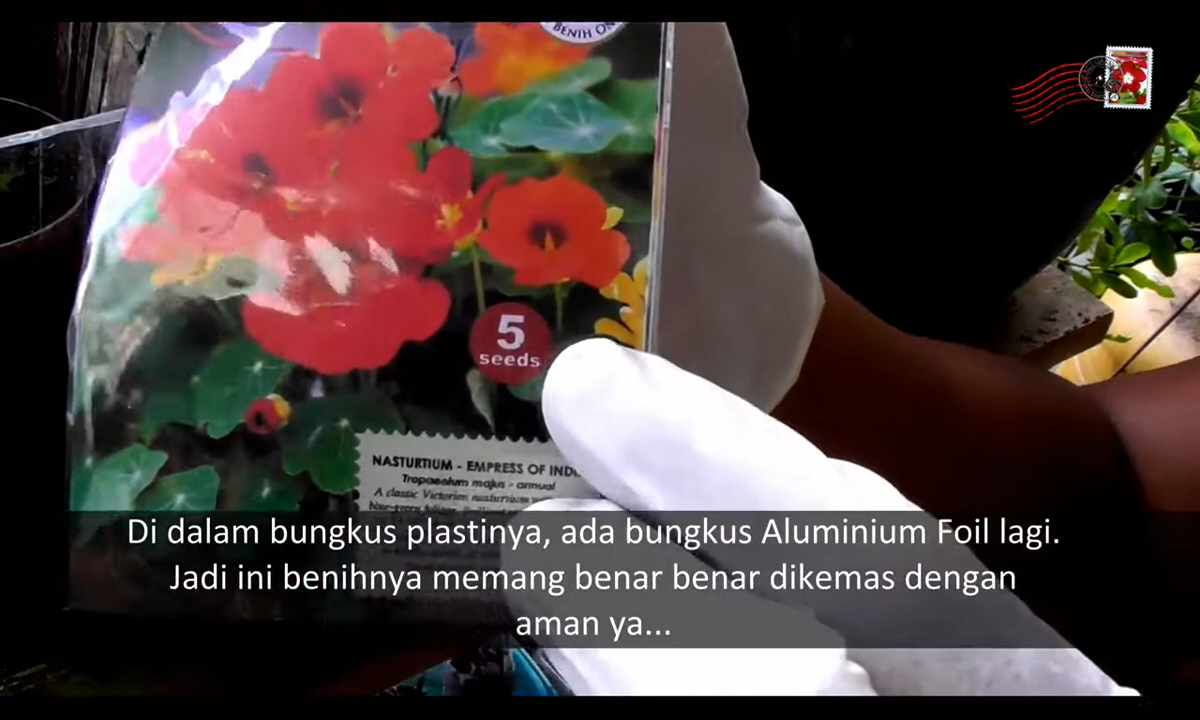 BENIH ON
5
seeds
NASTURTIUM - EMPRESS OF INDI
Tropaeolum majus - annual
A classic Victorian nasturtium
Di dalam bungkus plastinya, ada bungkus Aluminium Foil lagi.
Jadi ini benihnya memang benar benar dikemas dengan
aman ya...